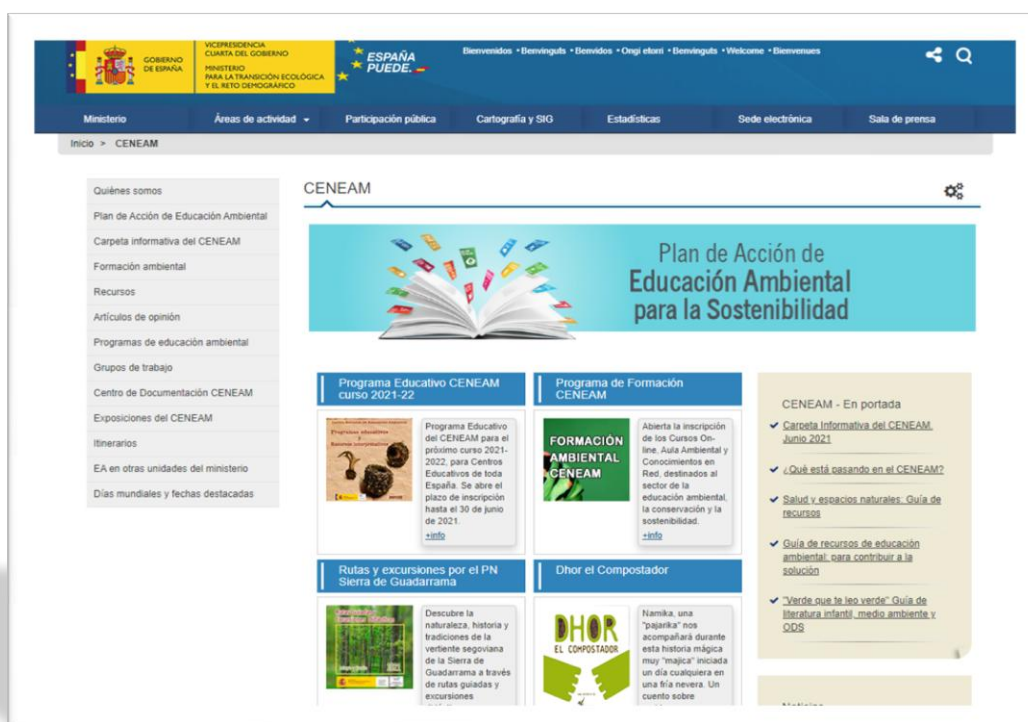 GOBIERNO
DE ESPAÑA
VICEPRESIDENCIA
CUARTA DEL GOBIERNO
MINISTERIO
PARA LA TRANSICIÓN ECOLÓGICA
Y EL RETO DEMOGRÁFICO
ESPAÑA
PUEDE.
Bienvenidos • Benvinguts • Benvidos • Ongi etorri • Benvinguts • Welcome • Bienvenues
Ministerio
Áreas de actividad
Participación pública
Cartografía y SIG
Estadísticas
Sede electrónica
Sala de prensa
Inicio > CENEAM
Quiénes somos
Plan de Acción de Educación Ambiental
Carpeta informativa del CENEAM
Formación ambiental
Recursos
Artículos de opinión
Programas de educación ambiental
Grupos de trabajo
Centro de Documentación CENEAM
Exposiciones del CENEAM
Itinerarios
EA en otras unidades del ministerio
Días mundiales y fechas destacadas
CENEAM
Plan de Acción de
Educación Ambiental
para la Sostenibilidad
Programa Educativo CENEAM
curso 2021-22
Programa Educativo
del CENEAM para el
próximo curso 2021-
2022, para Centros
Educativos de toda
España. Se abre el
plazo de inscripción
hasta el 30 de junio
de 2021.
+info
Programa de Formación
CENEAM
FORMACIÓN
AMBIENTAL
CENEAM
Abierta la inscripción
de los Cursos On-
line, Aula Ambiental y
Conocimientos en
Red, destinados al
sector de la
educación ambiental,
la conservación y la
sostenibilidad.
+info
Rutas y excursiones por el PN
Sierra de Guadarrama
Descubre la
naturaleza, historia y
tradiciones de la
vertiente segoviana
de la Sierra de
Guadarrama a través
de rutas guiadas y
excursiones
Dhor el Compostador
DHOR
EL COMPOSTADOR
Namika, una
"pajarika" nos
acompañará durante
esta historia mágica
muy "majica" iniciada
un día cualquiera en
una fría nevera. Un
cuento sobre
CENEAM - En portada
Carpeta Informativa del CENEAM.
Junio 2021
¿Qué está pasando en el CENEAM?
Salud y espacios naturales: Guía de
recursos
Guía de recursos de educación
ambiental: para contribuir a la
solución
"Verde que te leo verde" Guía de
literatura infantil, medio ambiente y
ODS